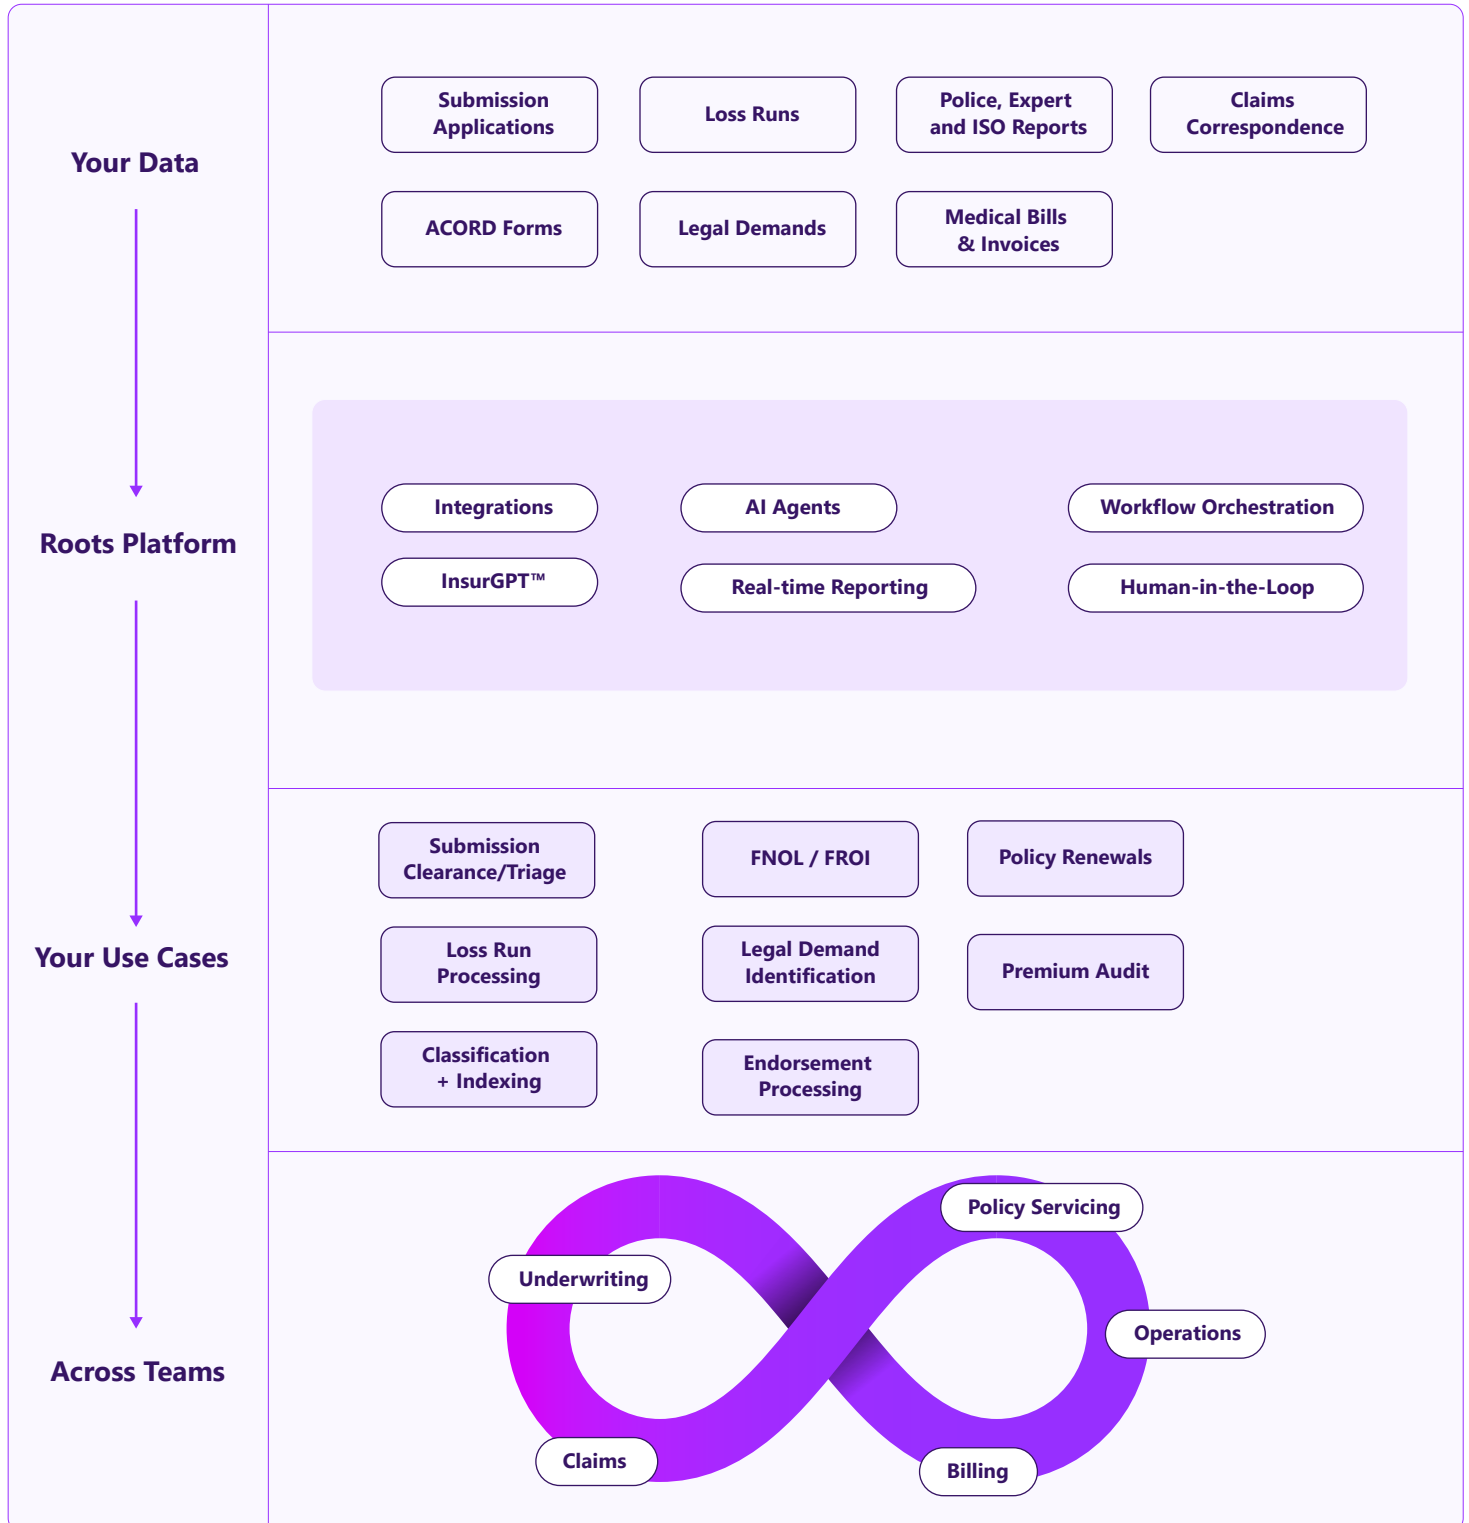 Your Data
Submission
Applications
Loss Runs
Police, Expert
and ISO Reports
Claims
Correspondence
ACORD Forms
Legal Demands
Medical Bills
& Invoices
Roots Platform
Integrations
AI Agents
Workflow Orchestration
InsurGPT™
Real-time Reporting
Human-in-the-Loop
Your Use Cases
Submission
Clearance/Triage
FNOL / FROI
Policy Renewals
Loss Run
Processing
Legal Demand
Identification
Premium Audit
Classification
+ Indexing
Endorsement
Processing
Across Teams
Policy Servicing
Underwriting
Operations
Claims
Billing